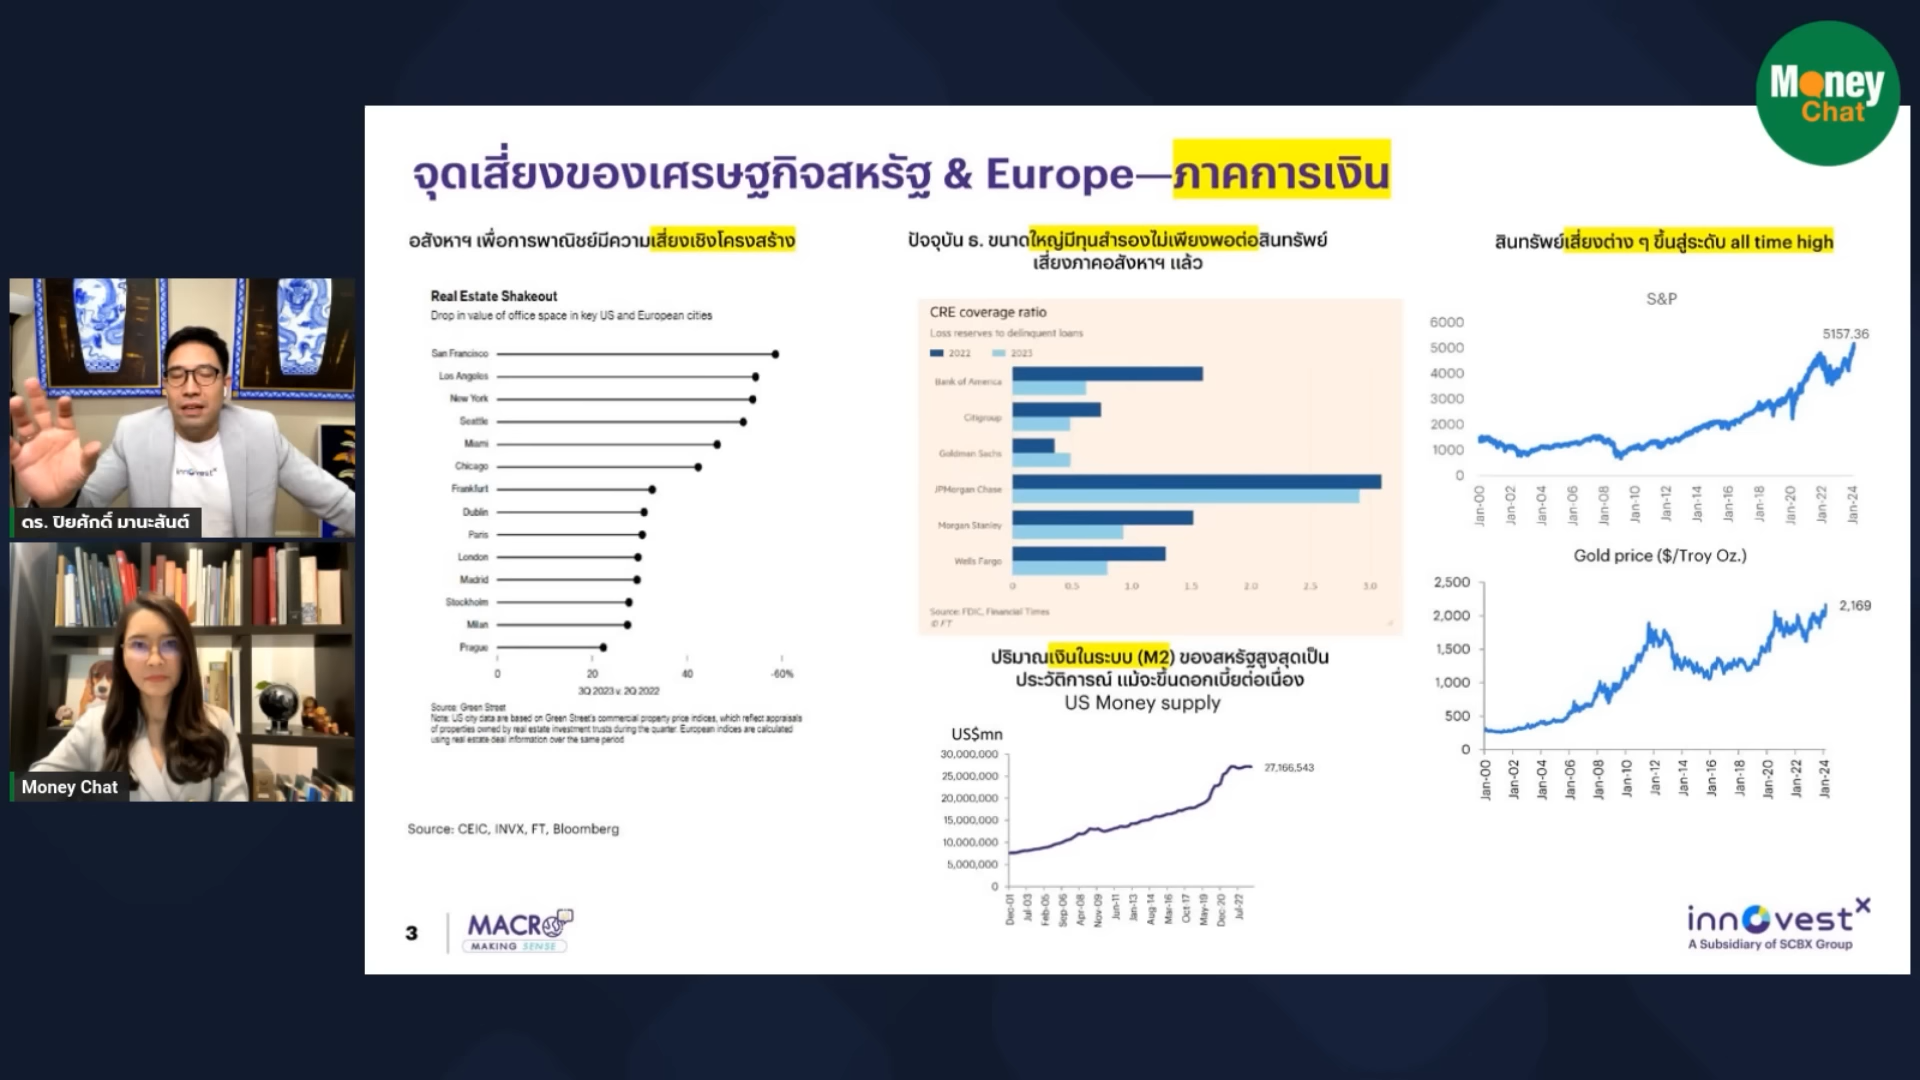 Money
Chat
จุดเสี่ยงของเศรษฐกิจสหรัฐ & Europe—ภาคการเงิน
อสังหาฯ เพื่อการพาณิชย์มีความเสี่ยงเชิงโครงสร้าง
Real Estate Shakeout
Drop in value of office space in key US and European cities
San Francisco
Los Angeles
New York
Seattle
Miami
Chicago
Frankfurt
Dublin
Paris
London
Madrid
Stockholm
Milan
Prague
0 20 40 -60%
3Q 2023 v. 2Q 2022
Source: Green Street
Note: US city data are based on Green Street's commercial property price indices, which reflect appraisals
of properties owned by real estate investment trusts during the quarter. European indices are calculated
using real estate deal information over the same period
Source: CEIC, INVX, FT, Bloomberg
ปัจจุบัน ธ. ขนาดใหญ่มีทุนสำรองไม่เพียงพอต่อสินทรัพย์
เสี่ยงภาคอสังหาฯ แล้ว
CRE coverage ratio
Loss reserves to delinquent loans
2022 2023
Bank of America
Citigroup
Goldman Sachs
JPMorgan Chase
Morgan Stanley
Wells Fargo
0 0.5 1.0 1.5 2.0 2.5 3.0
Source: FDIC, Financial Times
© FT
ปริมาณเงินในระบบ (M2) ของสหรัฐสูงสุดเป็น
ประวัติการณ์ แม้จะขึ้นดอกเบี้ยต่อเนื่อง
US Money supply
US$mn
30,000,000
25,000,000
20,000,000
15,000,000
10,000,000
5,000,000
0
27,166,543
Dec-01 Jul-03 Feb-05 Sep-06 Apr-08 Nov-09 Jun-11 Jan-13 Aug-14 Mar-16 Oct-17 May-19 Dec-20 Jul-22
สินทรัพย์เสี่ยงต่าง ๆ ขึ้นสู่ระดับ all time high
S&P
6000
5000
4000
3000
2000
1000
0
5157.36
Jan-00 Jan-02 Jan-04 Jan-06 Jan-08 Jan-10 Jan-12 Jan-14 Jan-16 Jan-18 Jan-20 Jan-22 Jan-24
Gold price ($/Troy Oz.)
2,500
2,000
1,500
1,000
500
0
2,169
Jan-00 Jan-02 Jan-04 Jan-06 Jan-08 Jan-10 Jan-12 Jan-14 Jan-16 Jan-18 Jan-20 Jan-22 Jan-24
innovestx
ดร. ปิยศักดิ์ มานะสันต์
Money Chat
3
MACRO
MAKING SENSE
innovestx
A Subsidiary of SCBX Group